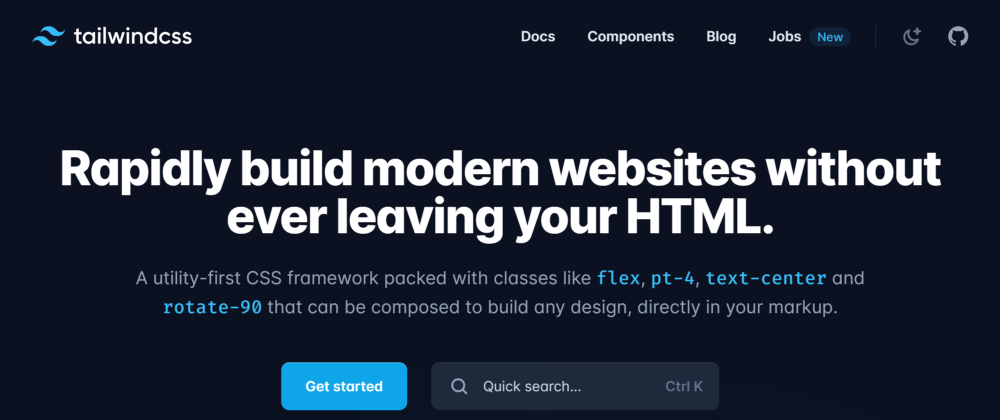 tailwindcss
Docs Components Blog Jobs New
Rapidly build modern websites without
ever leaving your HTML.
A utility-first CSS framework packed with classes like flex, pt-4, text-center and
rotate-90 that can be composed to build any design, directly in your markup.
Get started
Quick search... Ctrl K